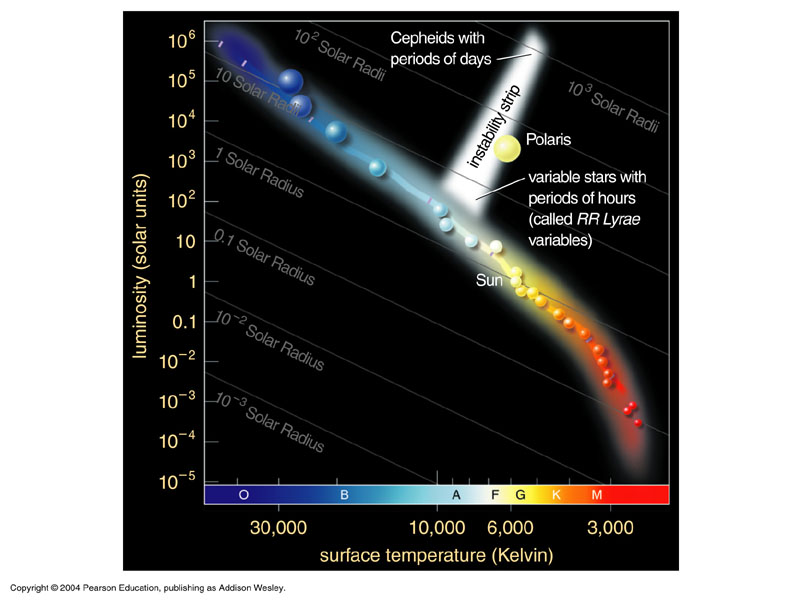 10⁶
10⁵
10⁴
10³
10²
10
1
0.1
10⁻²
10⁻³
10⁻⁴
10⁻⁵
luminosity (solar units)
10² Solar Radii
10 Solar Radii
10³ Solar Radii
1 Solar Radius
0.1 Solar Radius
10⁻² Solar Radius
10⁻³ Solar Radius
Cepheids with
periods of days
instability strip
Polaris
variable stars with
periods of hours
(called RR Lyrae
variables)
Sun
O B A F G K M
30,000 10,000 6,000 3,000
surface temperature (Kelvin)
Copyright © 2004 Pearson Education, publishing as Addison Wesley.